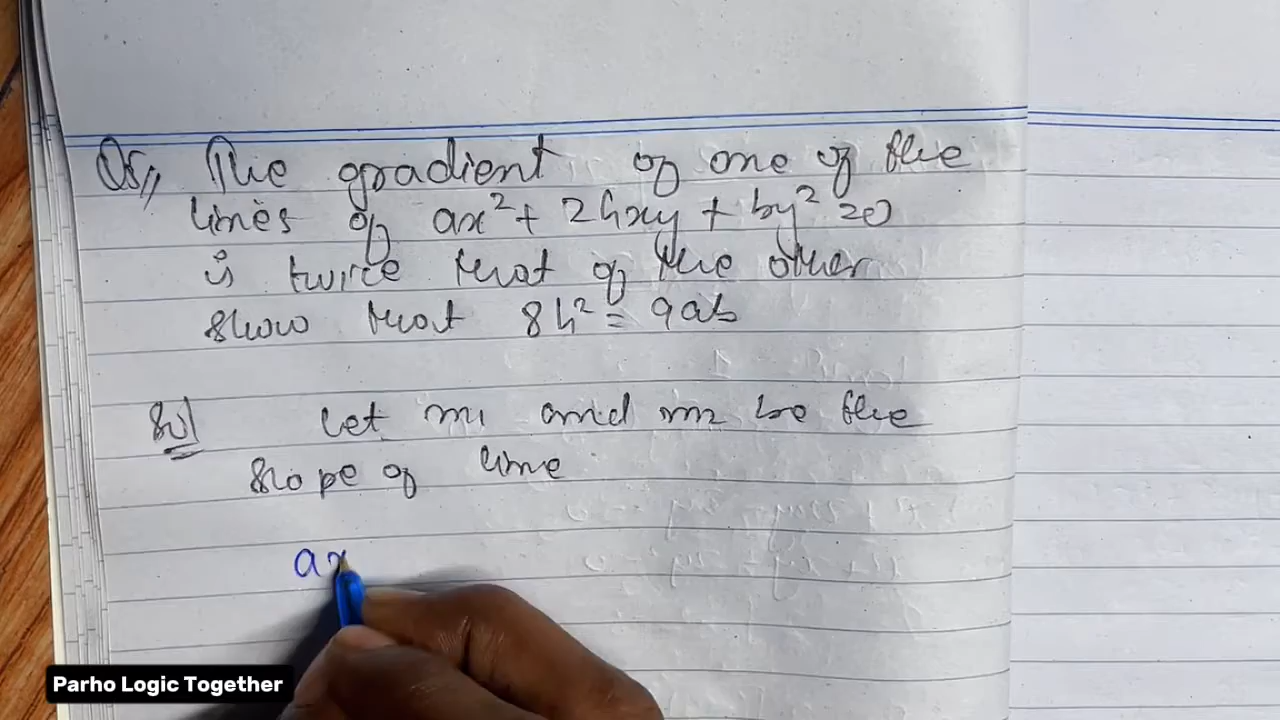 Q5,, The gradient of one of the
lines of ax² + 2hxy + by² = 0
is twice that of the other
show that 8h² = 9ab
Sol Let m1 and m2 be the
slope of line
ax
Parho Logic Together